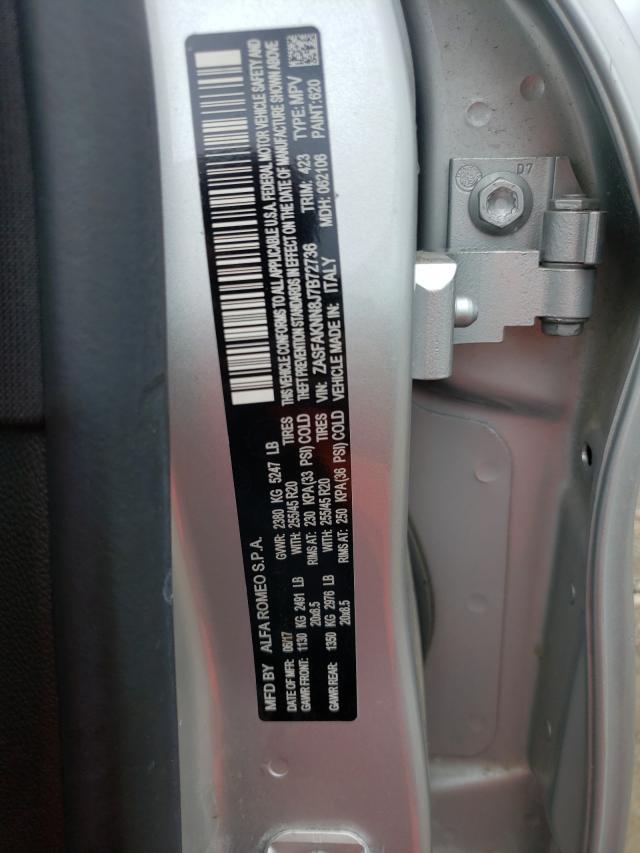 MFD BY ALFA ROMEO S.P.A.
DATE OF MFR: 06/17 GVWR: 2380 KG 5247 LB
GAWR FRONT: 1130 KG 2491 LB WITH: 255/45 R20 TIRES
20x8.5 RIMS AT: 230 KPA(33 PSI) COLD
GAWR REAR: 1350 KG 2976 LB WITH: 255/45 R20 TIRES
20x8.5 RIMS AT: 250 KPA(36 PSI) COLD
THIS VEHICLE CONFORMS TO ALL APPLICABLE U.S.A. FEDERAL MOTOR VEHICLE SAFETY AND
THEFT PREVENTION STANDARDS IN EFFECT ON THE DATE OF MANUFACTURE SHOWN ABOVE
VIN: ZASFAKNN8J7B72736 TRIM: 423 TYPE: MPV
VEHICLE MADE IN: ITALY MDH: 062106 PAINT: 620
D7